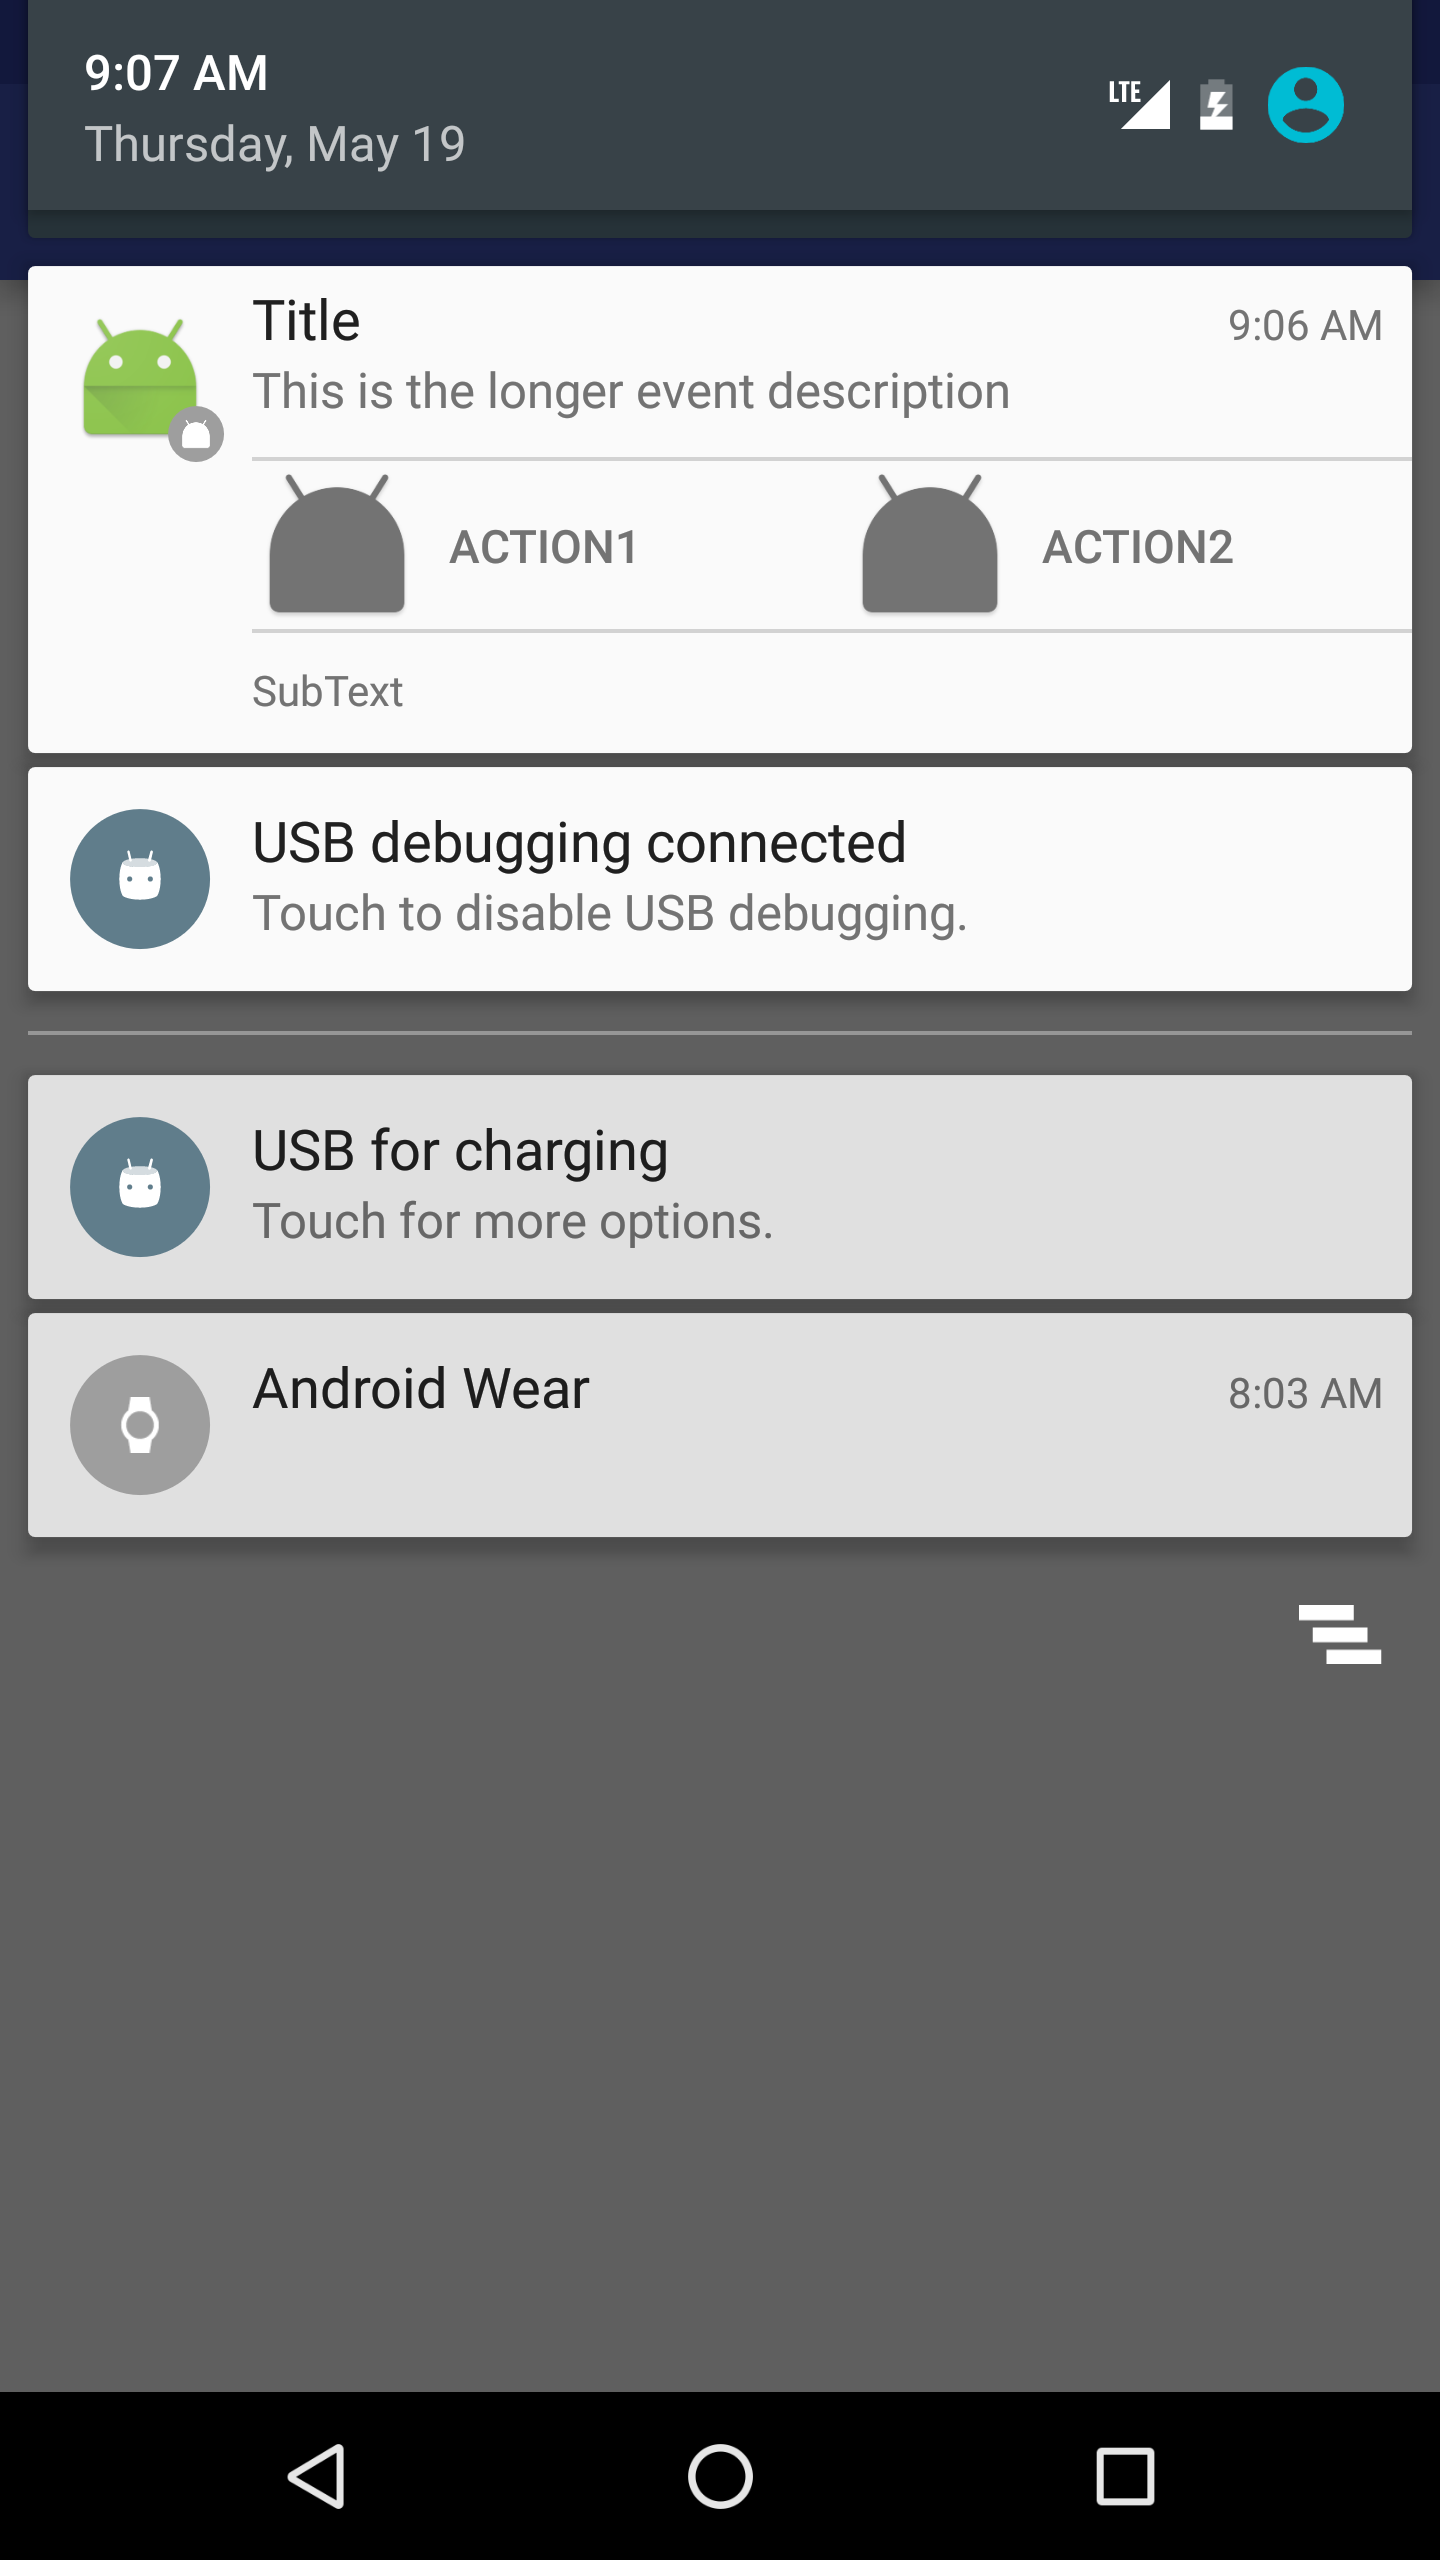 9:07 AM
LTE
Thursday, May 19
Title 9:06 AM
This is the longer event description
ACTION1 ACTION2
SubText
USB debugging connected
Touch to disable USB debugging.
USB for charging
Touch for more options.
Android Wear 8:03 AM